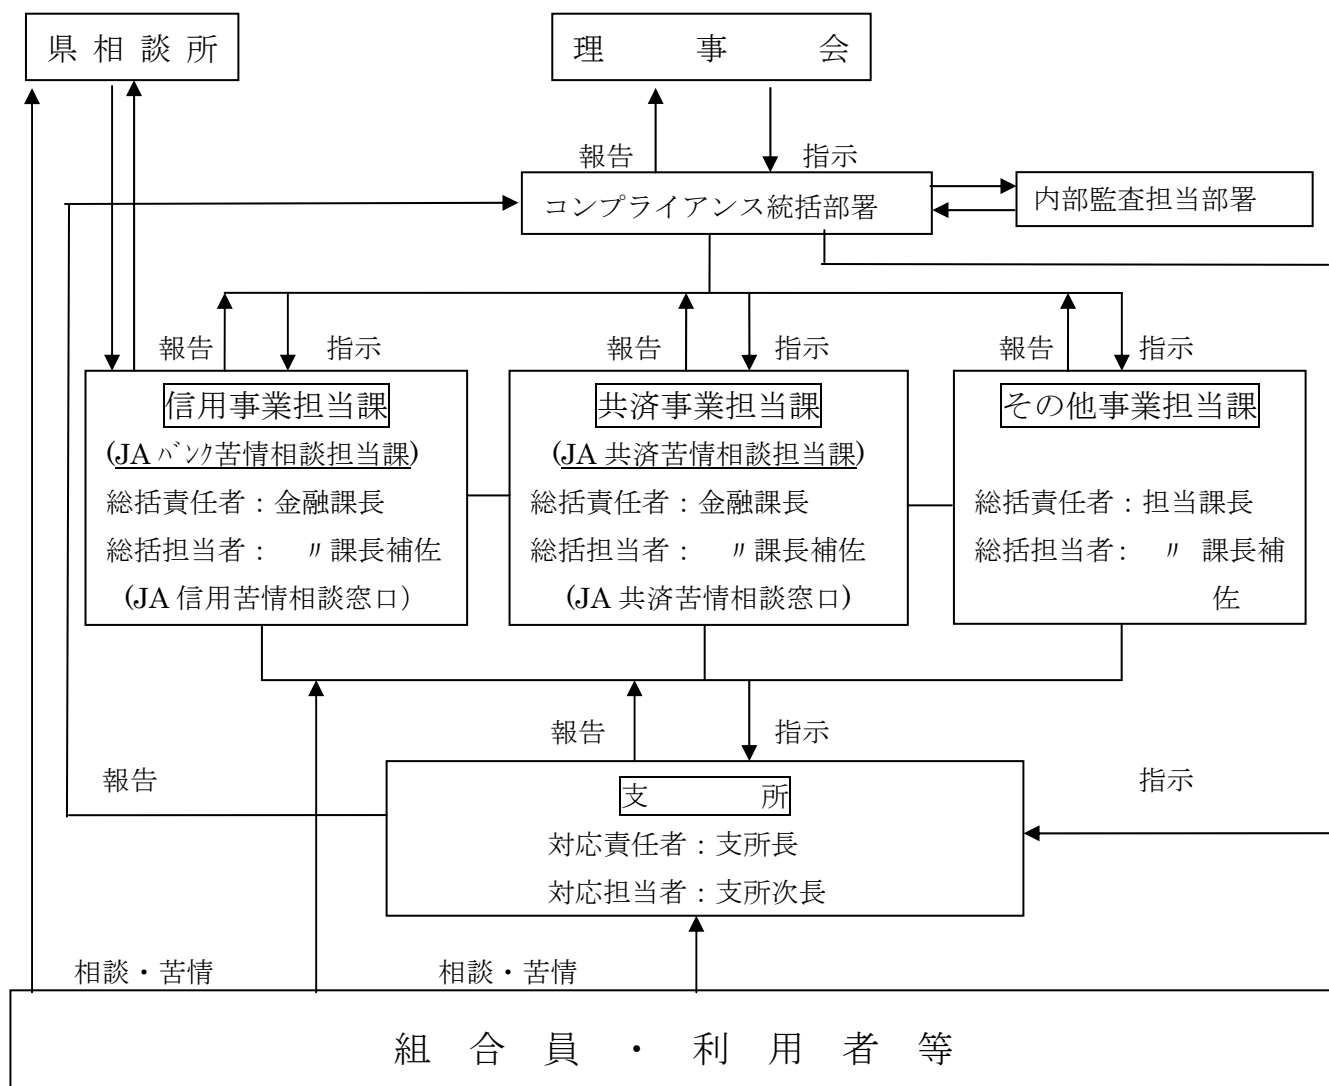 県相談所
理事会
報告
指示
コンプライアンス統括部署
内部監査担当部署
報告
指示
報告
指示
報告
指示
信用事業担当課
(JAバンク苦情相談担当課)
総括責任者：金融課長
総括担当者：　〃課長補佐
(JA信用苦情相談窓口）
共済事業担当課
(JA共済苦情相談担当課)
総括責任者：金融課長
総括担当者：　〃課長補佐
(JA共済苦情相談窓口）
その他事業担当課
総括責任者：担当課長
総括担当者：　〃 課長補
佐
報告
指示
報告
指示
支所
対応責任者：支所長
対応担当者：支所次長
相談・苦情
相談・苦情
組合員・利用者等